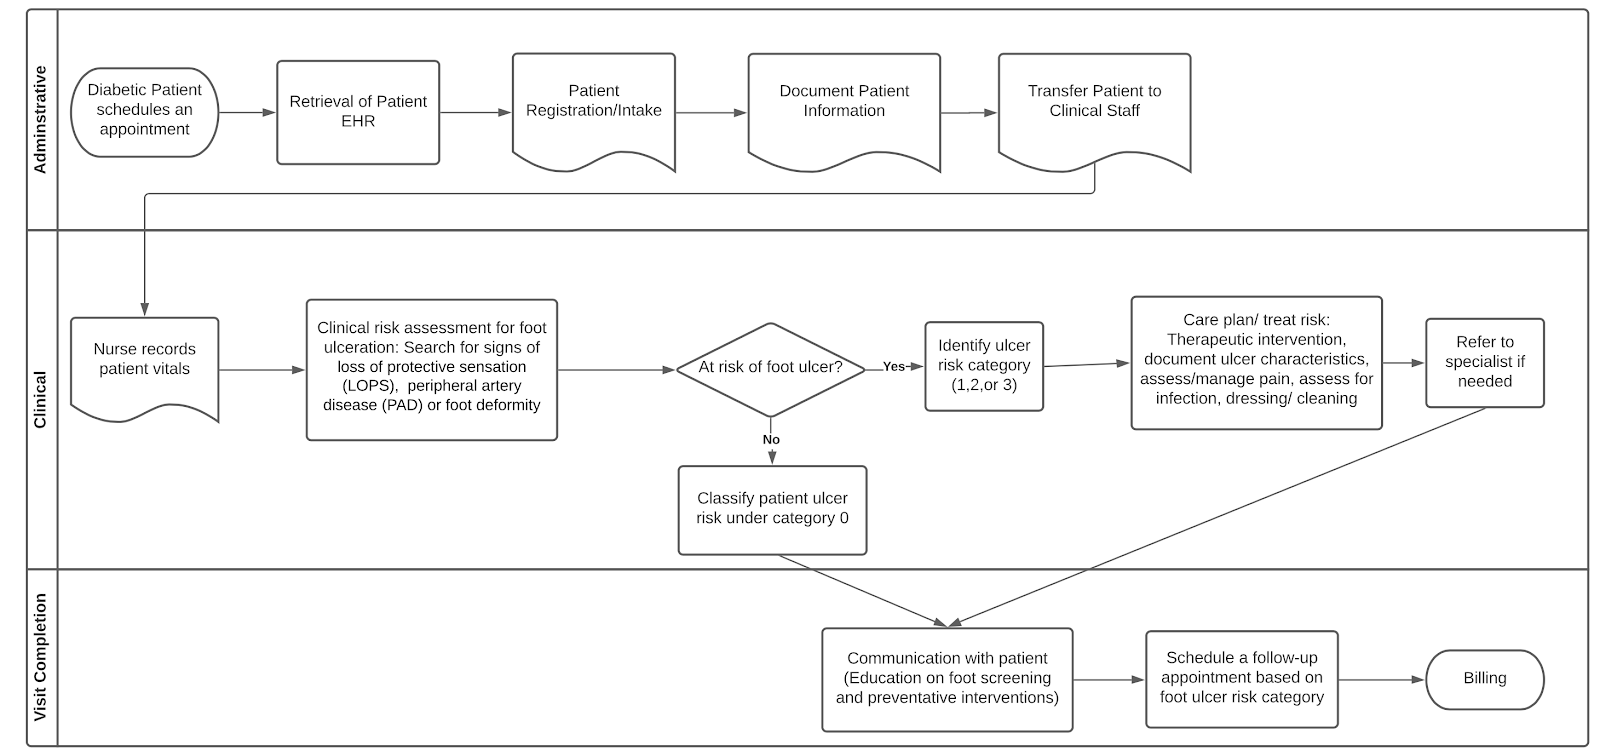 Adminstrative
Diabetic Patient
schedules an
appointment
Retrieval of Patient
EHR
Patient
Registration/Intake
Document Patient
Information
Transfer Patient to
Clinical Staff
Clinical
Nurse records
patient vitals
Clinical risk assessment for foot
ulceration: Search for signs of
loss of protective sensation
(LOPS), peripheral artery
disease (PAD) or foot deformity
At risk of foot ulcer?
Yes
Identify ulcer
risk category
(1,2,or 3)
Care plan/ treat risk:
Therapeutic intervention,
document ulcer characteristics,
assess/manage pain, assess for
infection, dressing/ cleaning
Refer to
specialist if
needed
No
Classify patient ulcer
risk under category 0
Visit Completion
Communication with patient
(Education on foot screening
and preventative interventions)
Schedule a follow-up
appointment based on
foot ulcer risk category
Billing